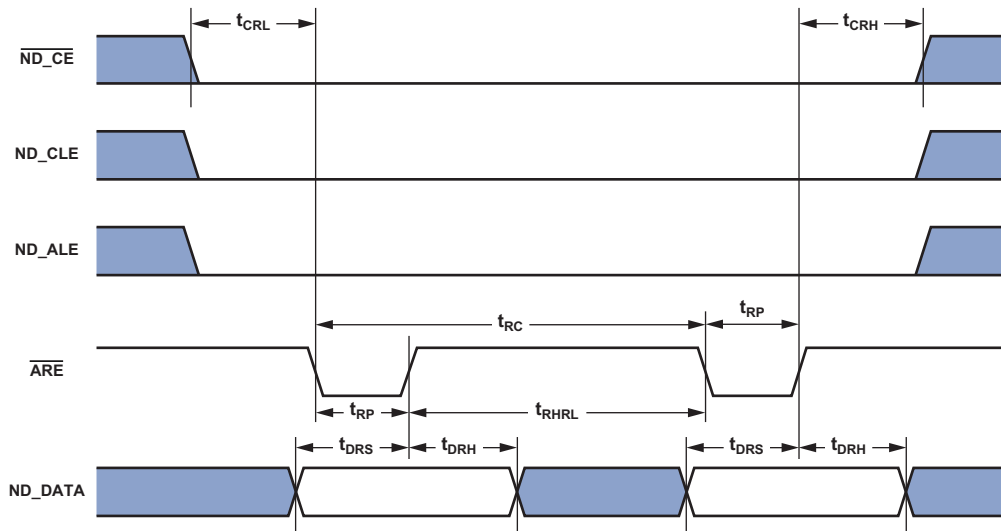 tCRL
tCRH
ND_CE
ND_CLE
ND_ALE
tRC
tRP
ARE
tRP
tRHRL
tDRS
tDRH
tDRS
tDRH
ND_DATA